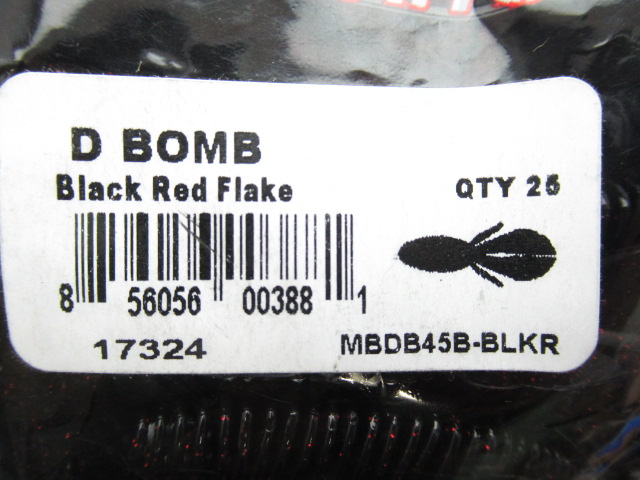 D BOMB
Black Red Flake
QTY 25
8 56056 00388 1
17324
MBDB45B-BLKR